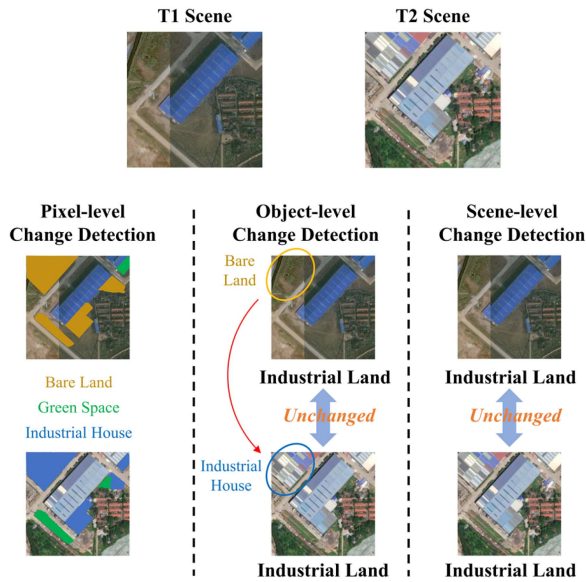 T1 Scene
T2 Scene
Pixel-level
Change Detection
Bare Land
Green Space
Industrial House
Object-level
Change Detection
Bare
Land
Industrial Land
Unchanged
Industrial
House
Industrial Land
Scene-level
Change Detection
Industrial Land
Unchanged
Industrial Land